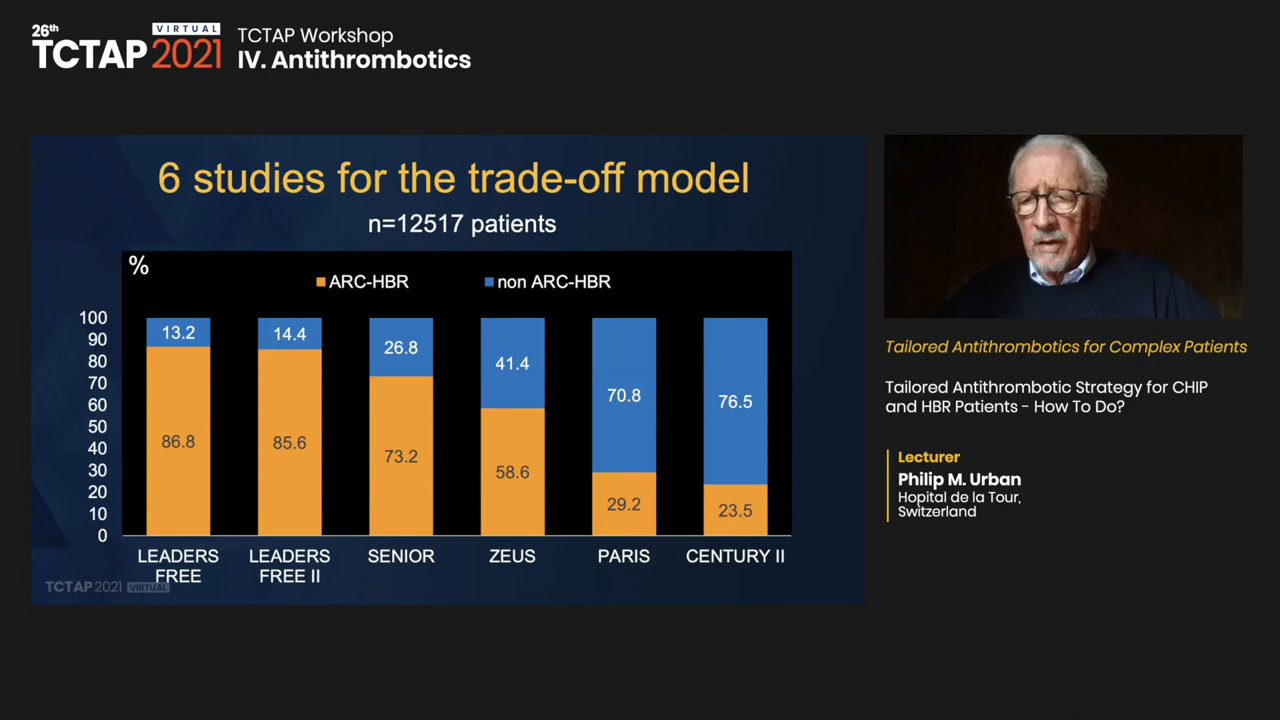 26th
VIRTUAL
TCTAP 2021
TCTAP Workshop
IV. Antithrombotics
6 studies for the trade-off model
n=12517 patients
%
ARC-HBR
non ARC-HBR
100
90
80
70
60
50
40
30
20
10
0
13.2
14.4
26.8
41.4
70.8
76.5
86.8
85.6
73.2
58.6
29.2
23.5
LEADERS
FREE
LEADERS
FREE II
SENIOR
ZEUS
PARIS
CENTURY II
TCTAP 2021 VIRTUAL
Tailored Antithrombotics for Complex Patients
Tailored Antithrombotic Strategy for CHIP
and HBR Patients - How To Do?
Lecturer
Philip M. Urban
Hopital de la Tour,
Switzerland